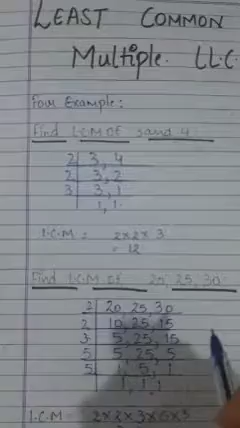 LEAST COMMON
Multiple. L.C.
Four Example:
Find L.C.M OF 3 and 4:
2 3, 4
2 3, 2
3 3, 1
1, 1
L.C.M = 2×2×3
= 12
Find L.C.M OF 25, 30
2 20, 25, 30
2 10, 25, 15
3 5, 25, 15
5 5, 25, 5
5 1, 5, 1
1, 1, 1
L.C.M = 2×2×3×5×5